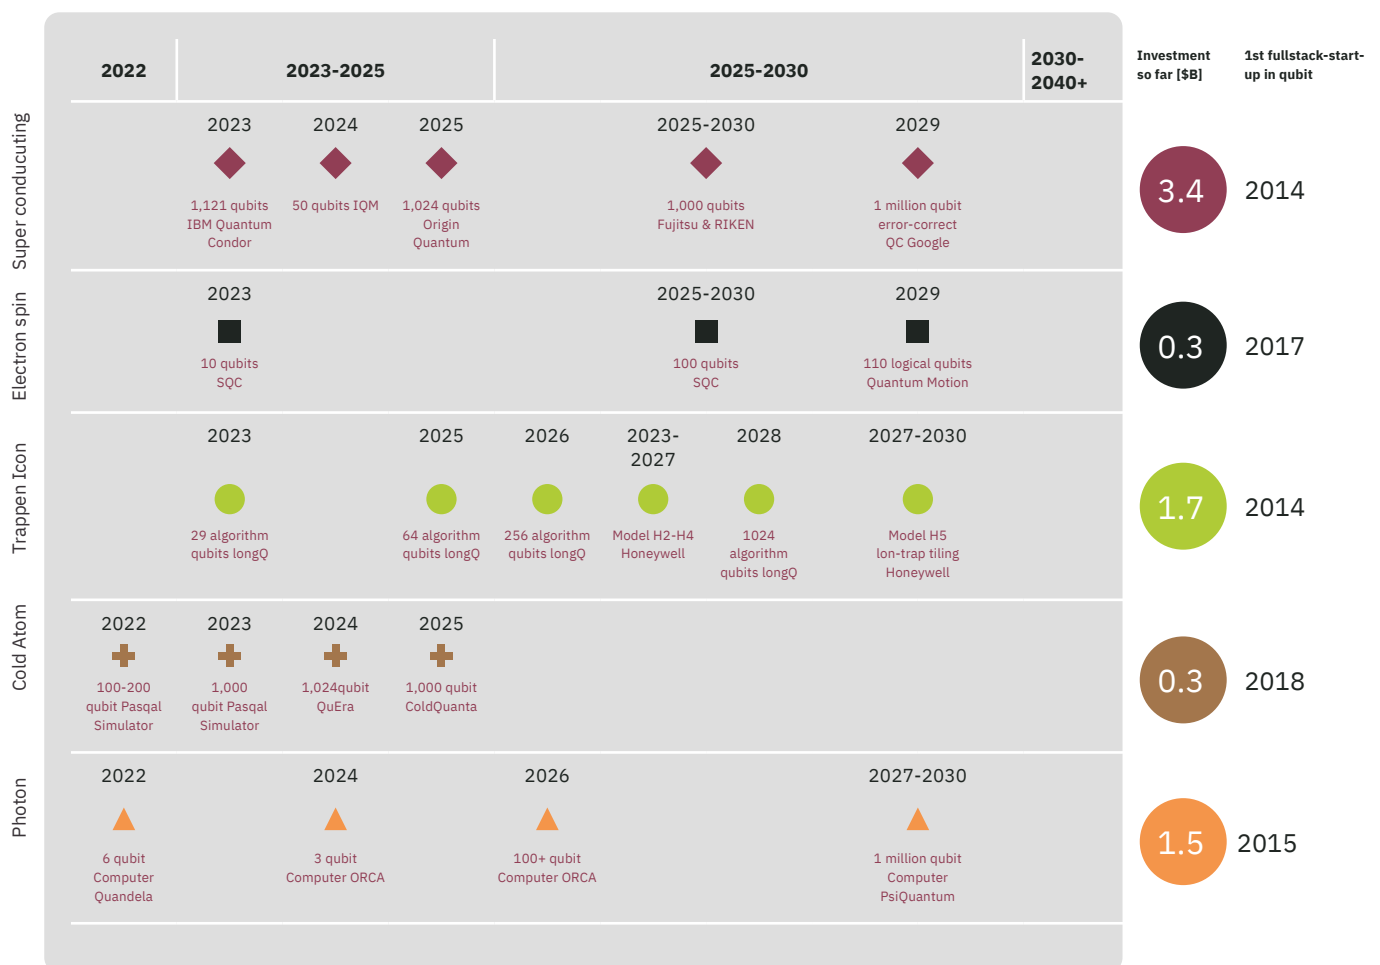 2022
2023-2025
2025-2030
2030-
2040+
Investment
so far [$B]
1st fullstack-start-
up in qubit
Super conducuting
2023
2024
2025
2025-2030
2029
1,121 qubits
IBM Quantum
Condor
50 qubits IQM
1,024 qubits
Origin
Quantum
1,000 qubits
Fujitsu & RIKEN
1 million qubit
error-correct
QC Google
3.4
2014
Electron spin
2023
2025-2030
2029
10 qubits
SQC
100 qubits
SQC
110 logical qubits
Quantum Motion
0.3
2017
Trappen Icon
2023
2025
2026
2023-
2027
2028
2027-2030
29 algorithm
qubits longQ
64 algorithm
qubits longQ
256 algorithm
qubits longQ
Model H2-H4
Honeywell
1024
algorithm
qubits longQ
Model H5
lon-trap tiling
Honeywell
1.7
2014
Cold Atom
2022
2023
2024
2025
100-200
qubit Pasqal
Simulator
1,000
qubit Pasqal
Simulator
1,024qubit
QuEra
1,000 qubit
ColdQuanta
0.3
2018
Photon
2022
2024
2026
2027-2030
6 qubit
Computer
Quandela
3 qubit
Computer ORCA
100+ qubit
Computer ORCA
1 million qubit
Computer
PsiQuantum
1.5
2015